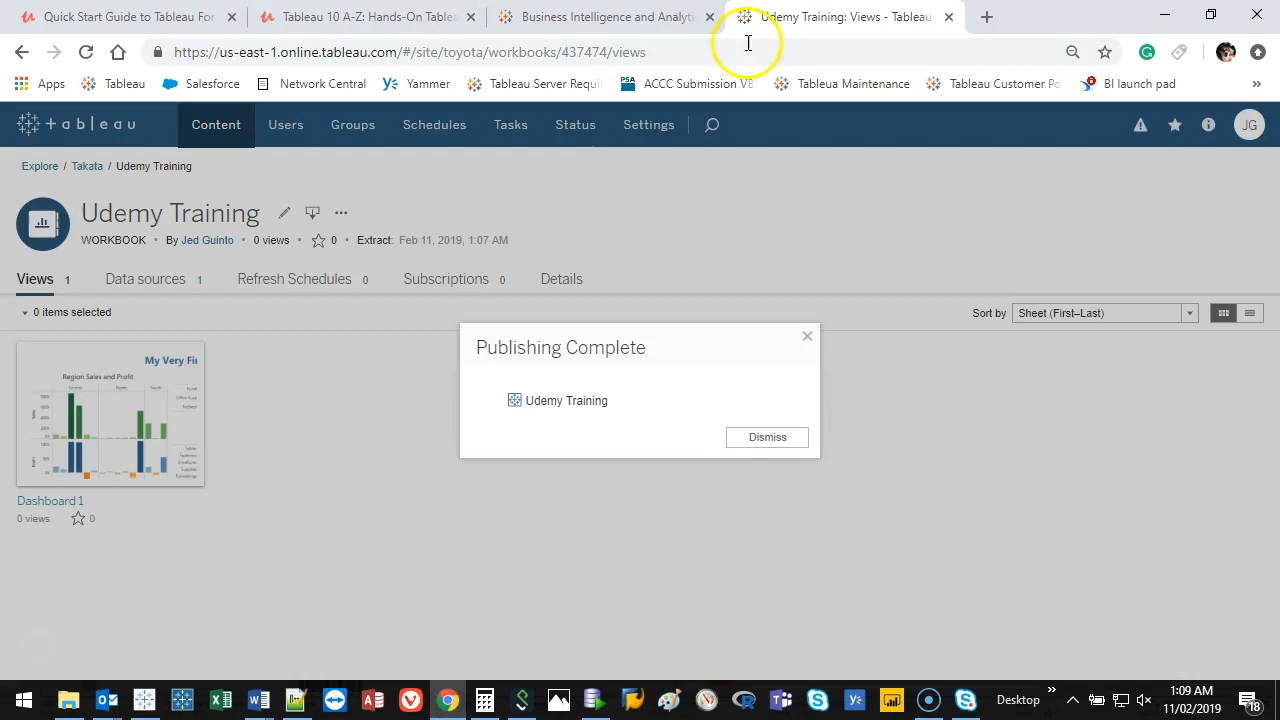 Quick Start Guide to Tableau For
Tableau 10 A-Z: Hands-On Tablea
Business Intelligence and Analyti
Udemy Training: Views - Tableau
https://us-east-1.online.tableau.com/#/site/toyota/workbooks/437474/views
Apps
Tableau
Salesforce
Network Central
Yammer
Tableau Server Requi
ACCC Submission VB
Tableua Maintenance
Tableau Customer Po
BI launch pad
»
+ a b l e a u
Content
Users
Groups
Schedules
Tasks
Status
Settings
JG
Explore / Takata / Udemy Training
Udemy Training
WORKBOOK • By Jed Guinto • 0 views • 0 • Extract: Feb 11, 2019, 1:07 AM
Views 1
Data sources 1
Refresh Schedules 0
Subscriptions 0
Details
0 items selected
Sort by Sheet (First–Last)
My Very Fi
Region Sales and Profit
Dashboard 1
0 views 0
Publishing Complete
Udemy Training
Dismiss
Desktop »
1:09 AM
11/02/2019
18